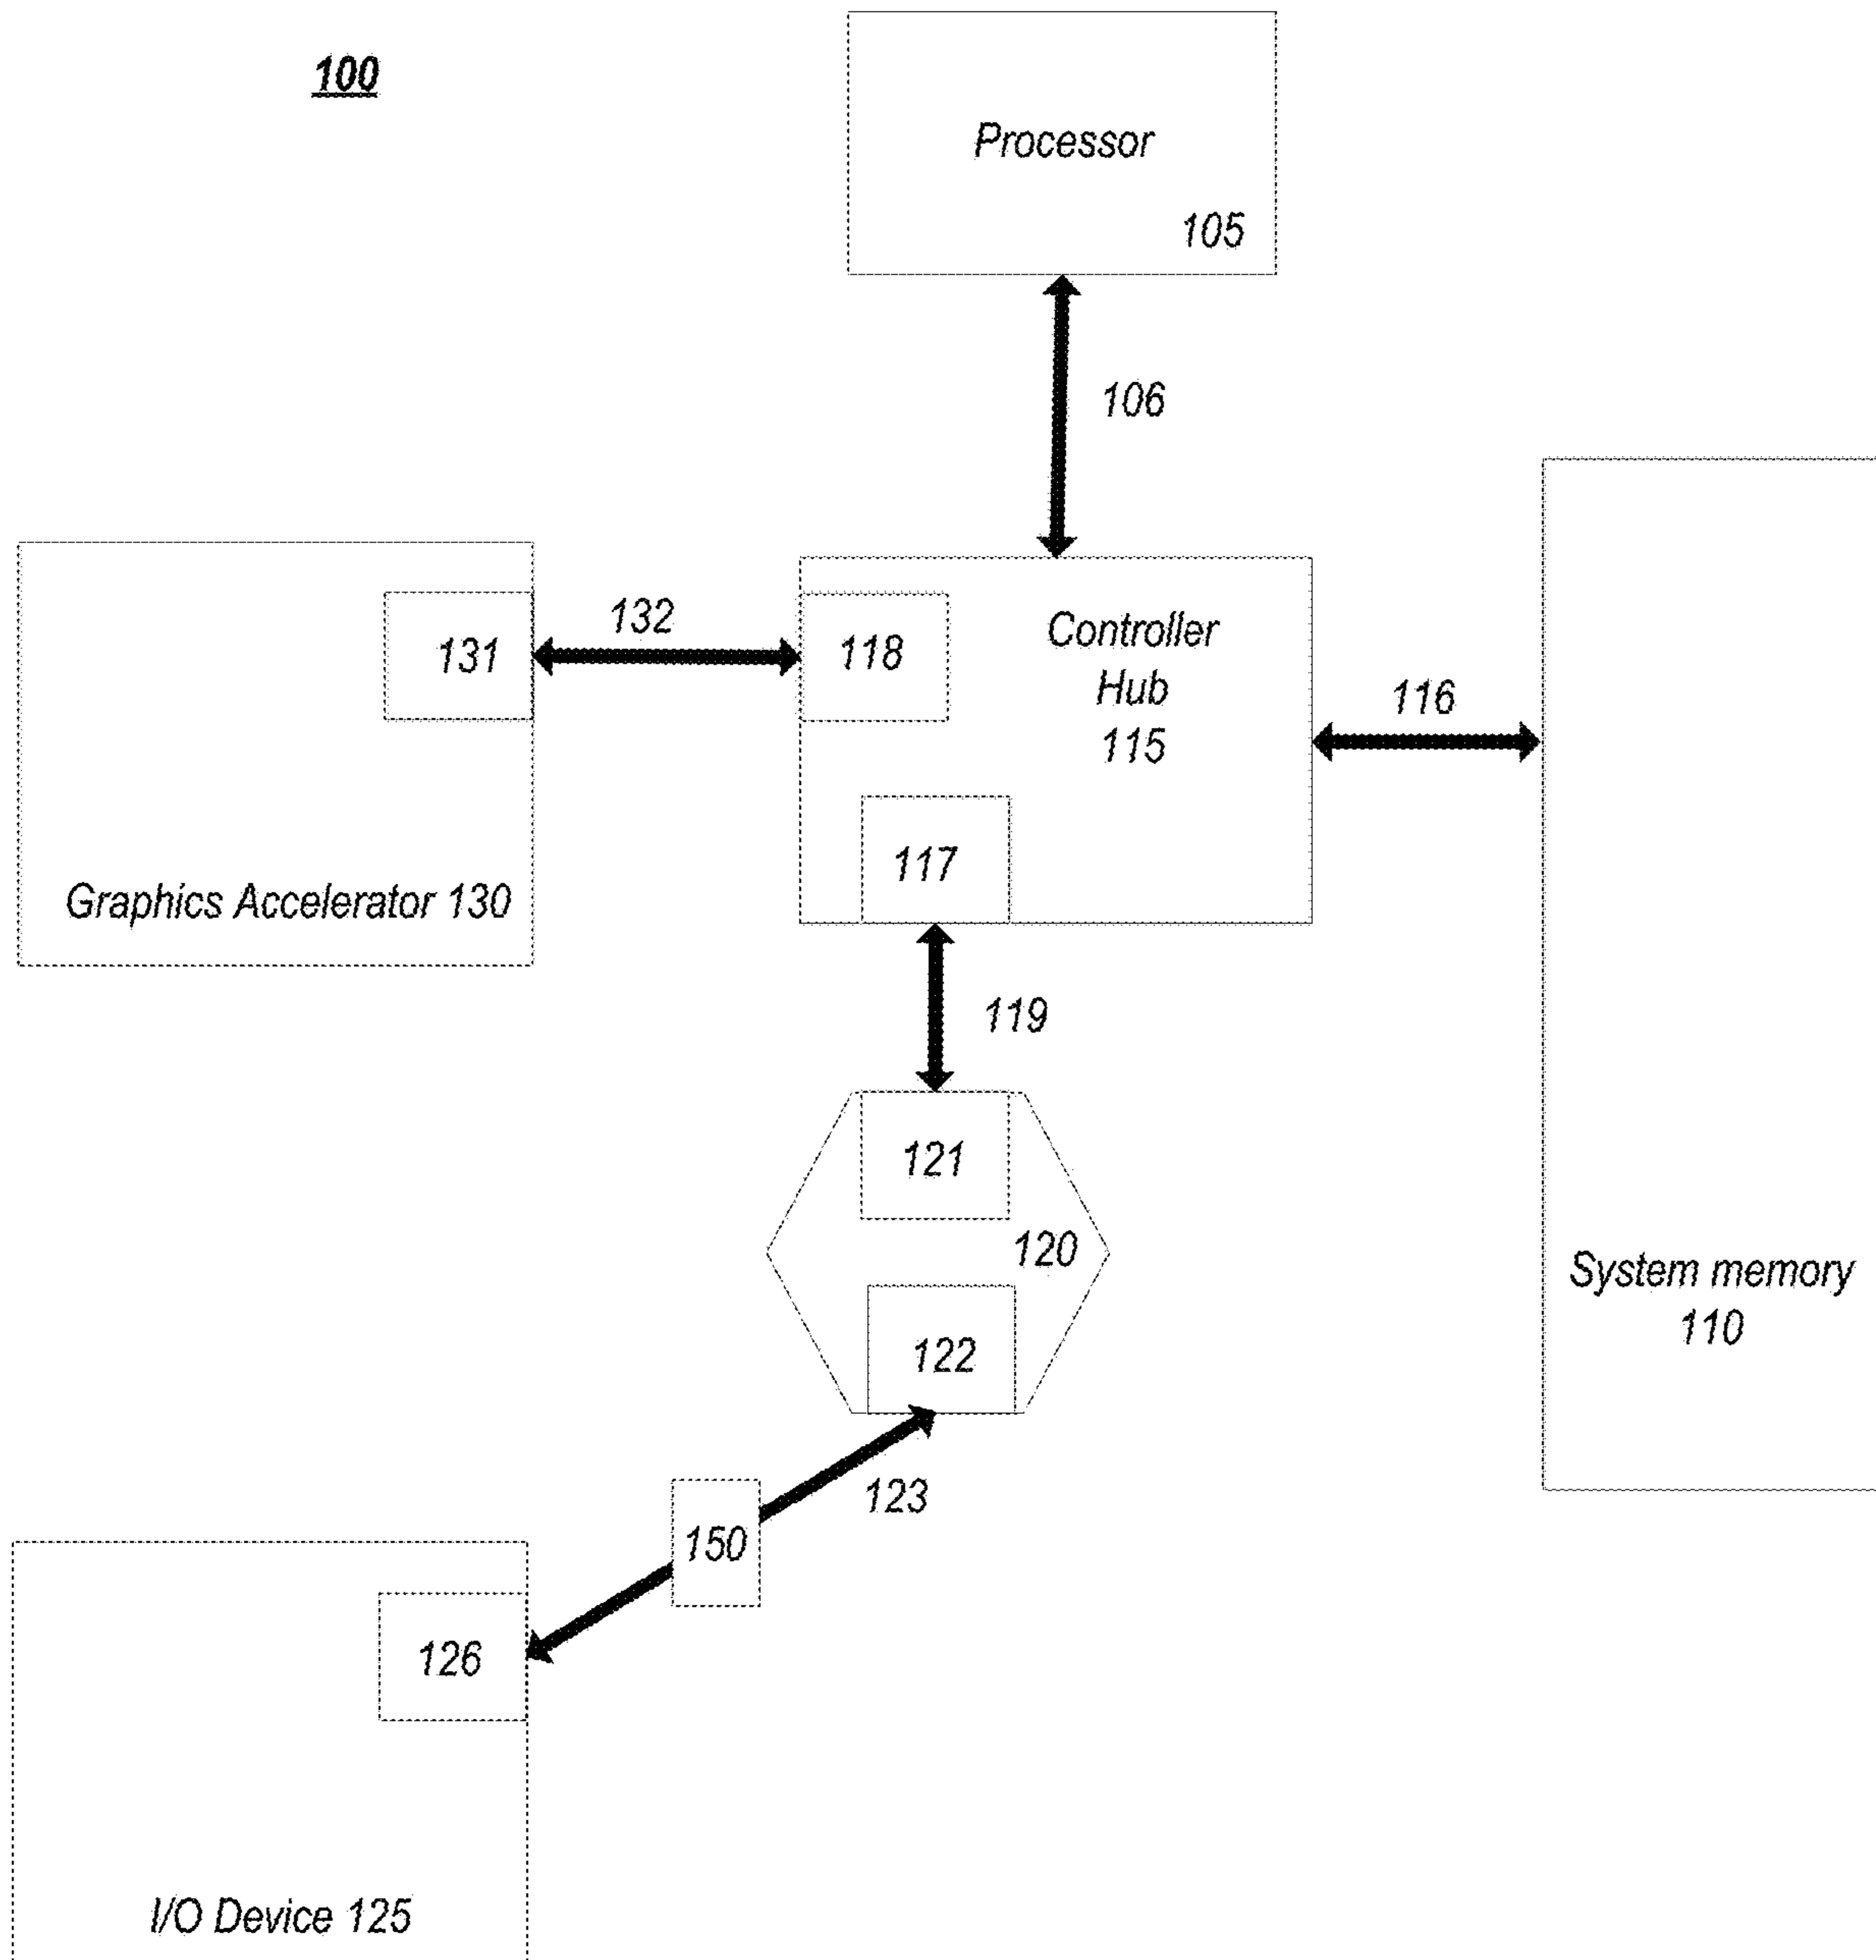 100
Processor
105
106
131
132
118
Controller
Hub
115
116
117
Graphics Accelerator 130
119
121
120
System memory
110
122
123
150
126
I/O Device 125